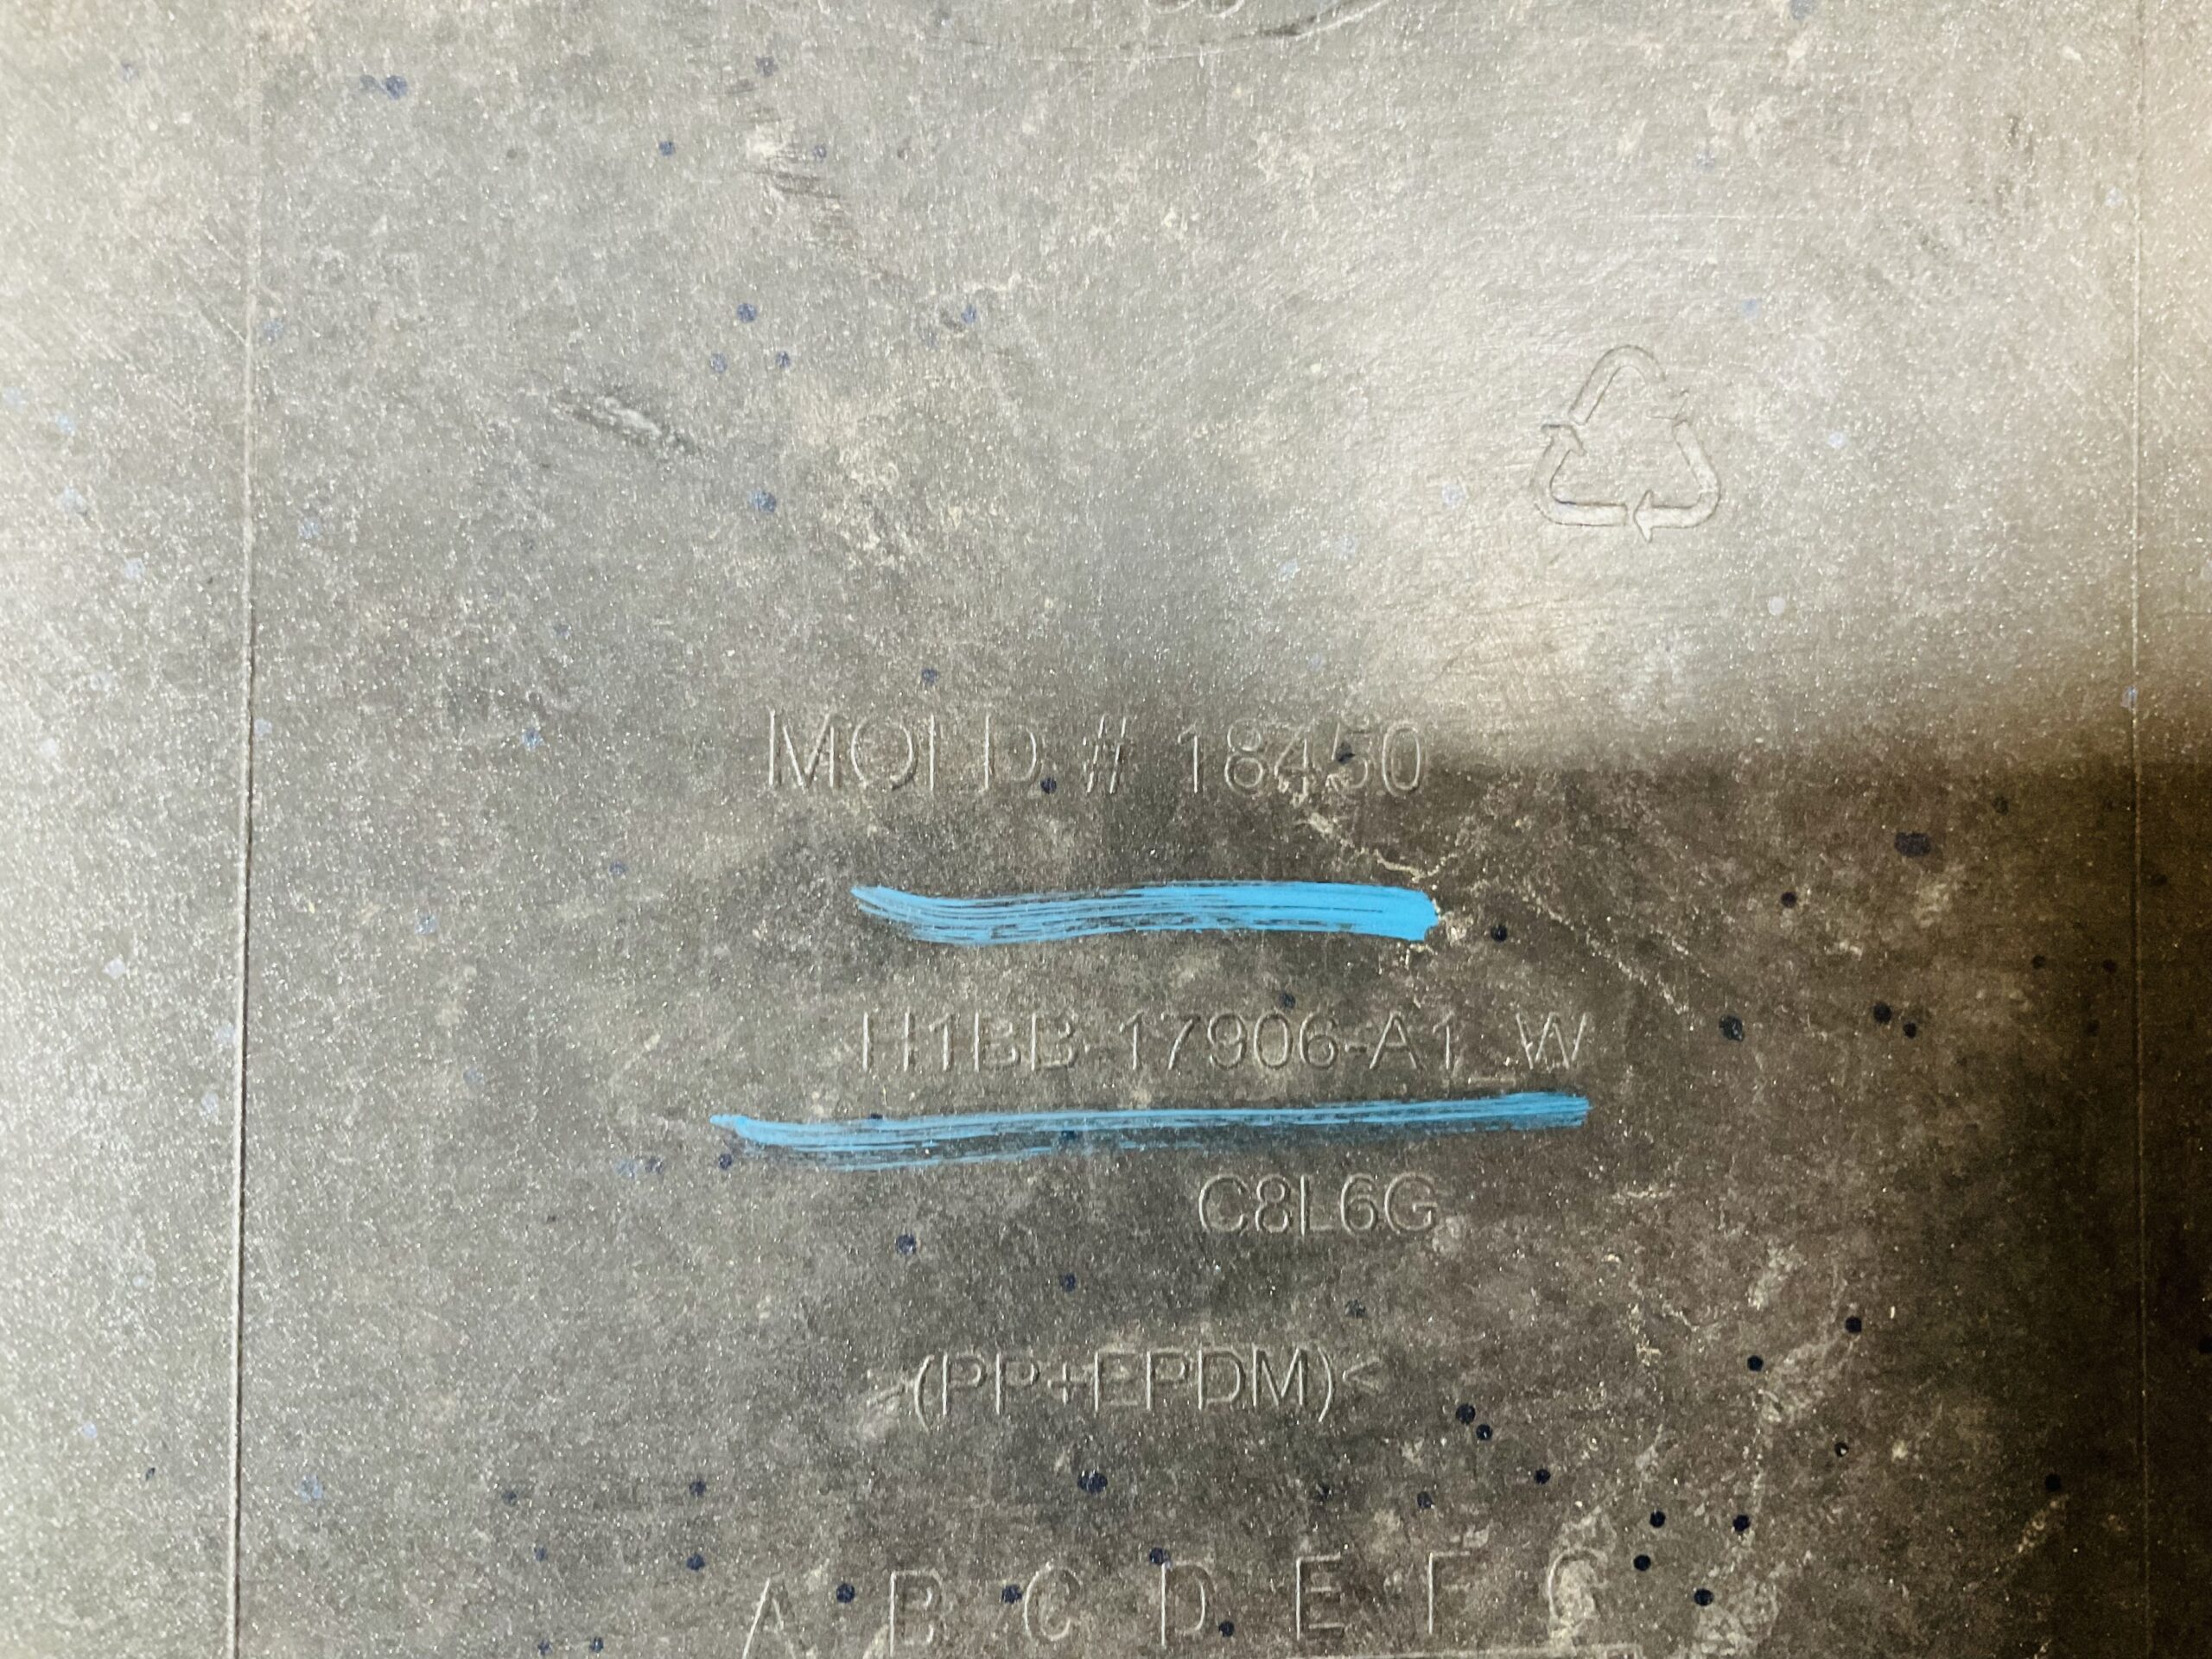 MOLD # 18450
H1BB-17906-A1_W
C8L6G
>(PP+EPDM)<
A B C D E F G